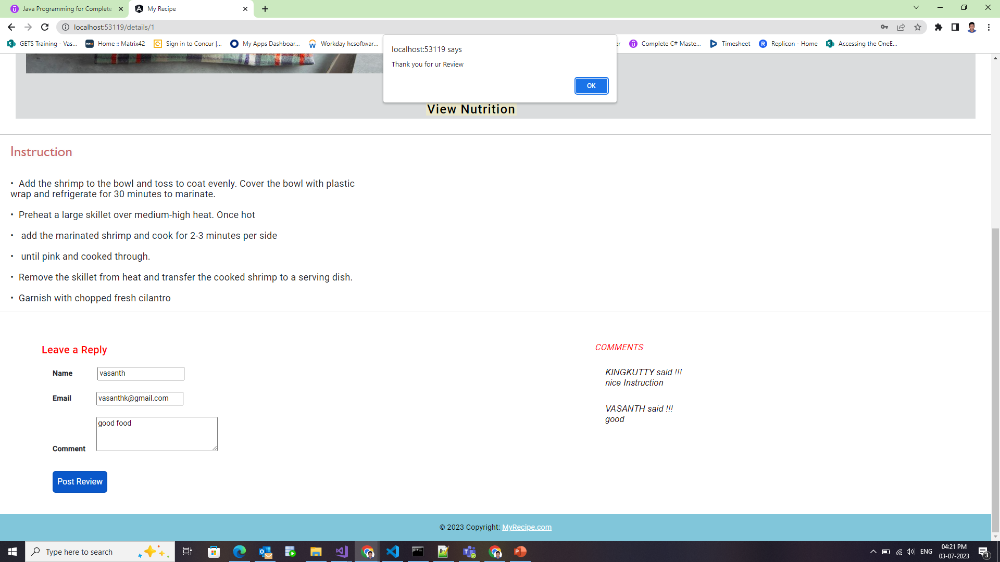 Java Programming for Complete
My Recipe
localhost:53119/details/1
GETS Training - Vas...
Home :: Matrix42
Sign in to Concur |...
My Apps Dashboar...
Workday hcsoftwar...
er
Complete C# Maste...
Timesheet
Replicon - Home
Accessing the OneE...
localhost:53119 says
Thank you for ur Review
OK
View Nutrition
Instruction
• Add the shrimp to the bowl and toss to coat evenly. Cover the bowl with plastic
wrap and refrigerate for 30 minutes to marinate.
• Preheat a large skillet over medium-high heat. Once hot
• add the marinated shrimp and cook for 2-3 minutes per side
• until pink and cooked through.
• Remove the skillet from heat and transfer the cooked shrimp to a serving dish.
• Garnish with chopped fresh cilantro
Leave a Reply
Name vasanth
Email vasanthk@gmail.com
good food
Comment
Post Review
COMMENTS
KINGKUTTY said !!!
nice Instruction
VASANTH said !!!
good
© 2023 Copyright: MyRecipe.com
Type here to search
ENG
04:21 PM
03-07-2023
3